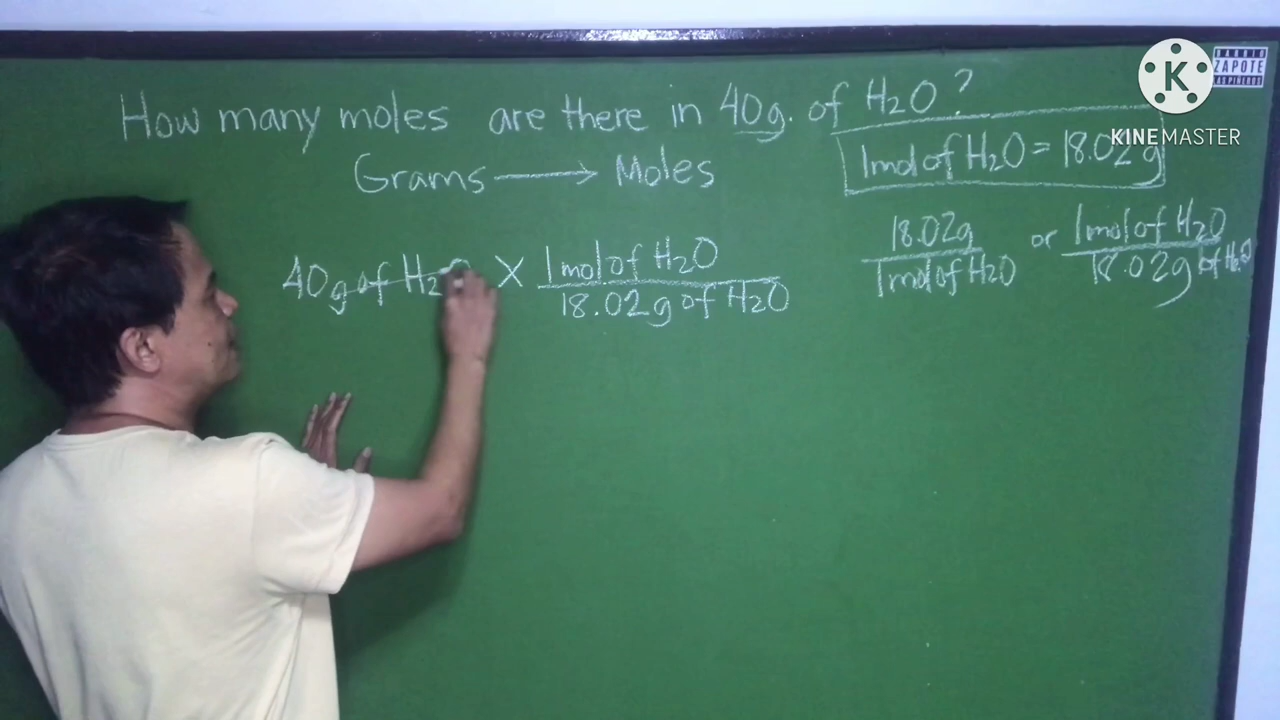 How many moles are there in 40g. of H₂O?
1mol of H₂O = 18.02g
Grams → Moles
18.02g
1mol of H₂O
or
1mol of H₂O
18.02g of H₂O
40g of H₂O X
1mol of H₂O
18.02g of H₂O
K
KINEMASTER
BARRIO
ZAPOTE